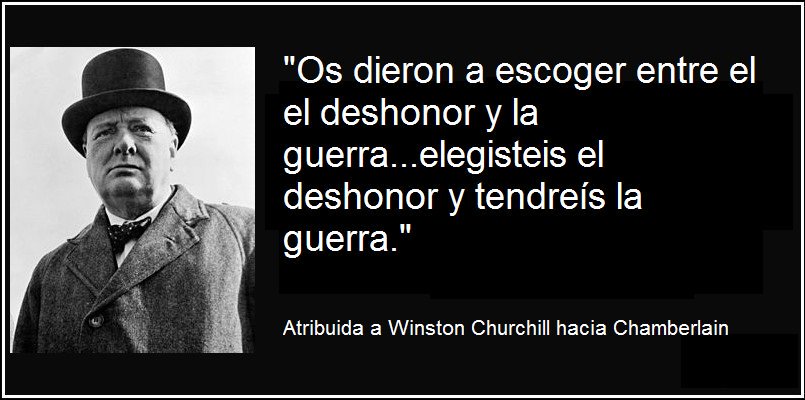 "Os dieron a escoger entre el
el deshonor y la
guerra...elegisteis el
deshonor y tendreís la
guerra."
Atribuida a Winston Churchill hacia Chamberlain